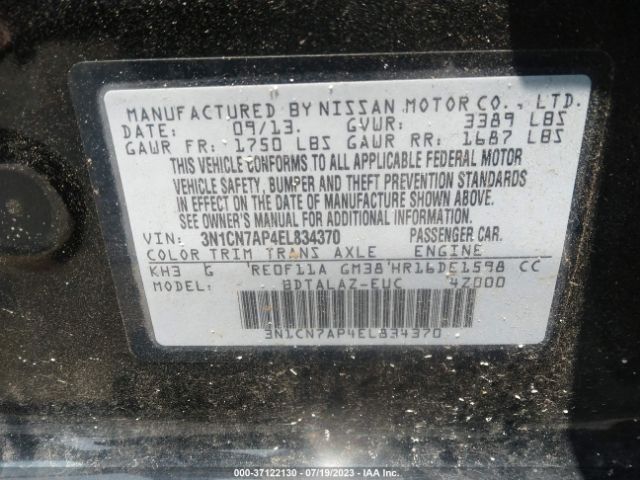 MANUFACTURED BY NISSAN MOTOR CO., LTD.
DATE: 09/13. GVWR: 3389 LBS
GAWR FR: 1750 LBS GAWR RR: 1687 LBS
THIS VEHICLE CONFORMS TO ALL APPLICABLE FEDERAL MOTOR
VEHICLE SAFETY, BUMPER AND THEFT PREVENTION STANDARDS
IN EFFECT ON THE DATE OF MANUFACTURE SHOWN ABOVE.
SEE OWNER'S MANUAL FOR ADDITIONAL INFORMATION.
VIN: 3N1CN7AP4EL834370 PASSENGER CAR.
COLOR TRIM TRANS AXLE ENGINE
KH3 G RE0F11A GM38 HR16DE1598 CC
MODEL: BDTALAZ-EUC 4Z000
3N1CN7AP4EL834370
000-37122130 - 07/19/2023 - IAA Inc.